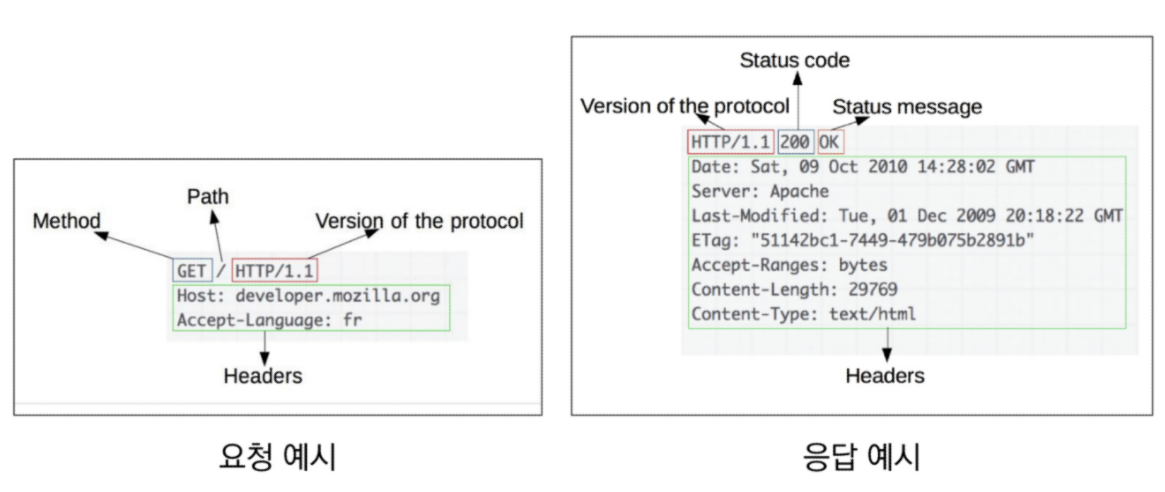 Method
Path
Version of the protocol
GET / HTTP/1.1
Host: developer.mozilla.org
Accept-Language: fr
Headers
요청 예시
Status code
Version of the protocol
Status message
HTTP/1.1 200 OK
Date: Sat, 09 Oct 2010 14:28:02 GMT
Server: Apache
Last-Modified: Tue, 01 Dec 2009 20:18:22 GMT
ETag: "51142bc1-7449-479b075b2891b"
Accept-Ranges: bytes
Content-Length: 29769
Content-Type: text/html
Headers
응답 예시